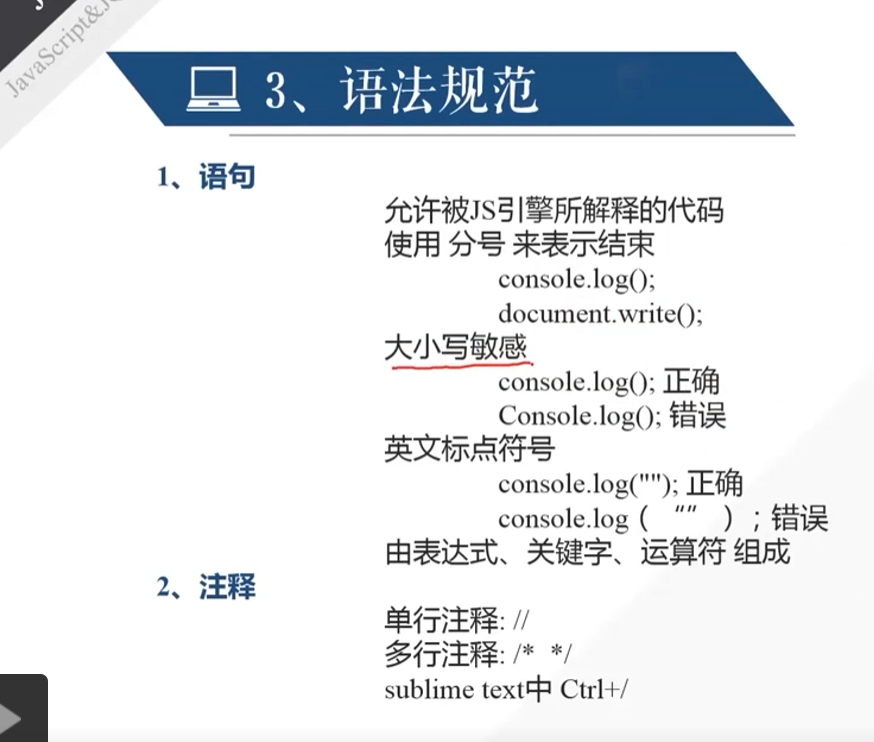 JavaScript&J
3、语法规范
1、语句
允许被JS引擎所解释的代码
使用 分号 来表示结束
console.log();
document.write();
大小写敏感
console.log(); 正确
Console.log(); 错误
英文标点符号
console.log(""); 正确
console.log（ “” ）；错误
由表达式、关键字、运算符 组成
2、注释
单行注释: //
多行注释: /*  */
sublime text中 Ctrl+/